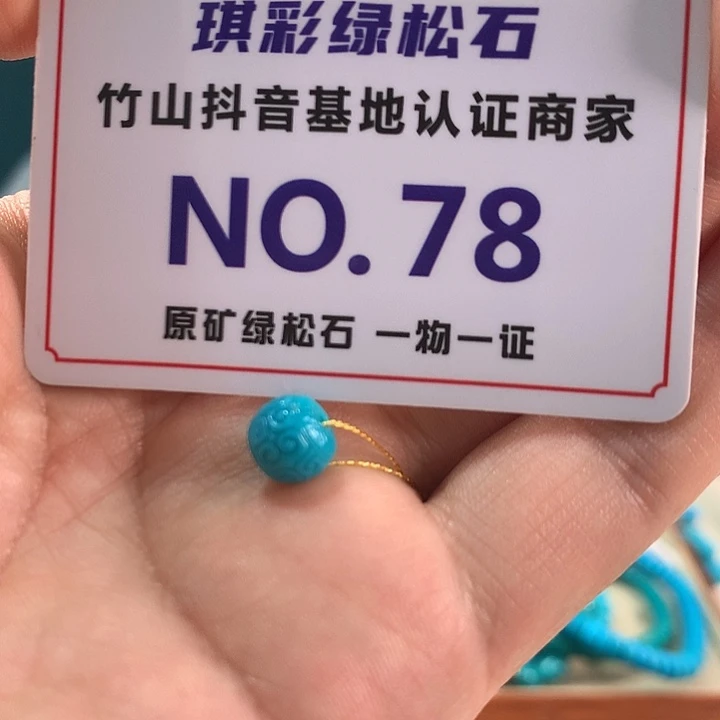 琪彩绿松石
竹山抖音基地认证商家
NO.78
原矿绿松石 一物一证